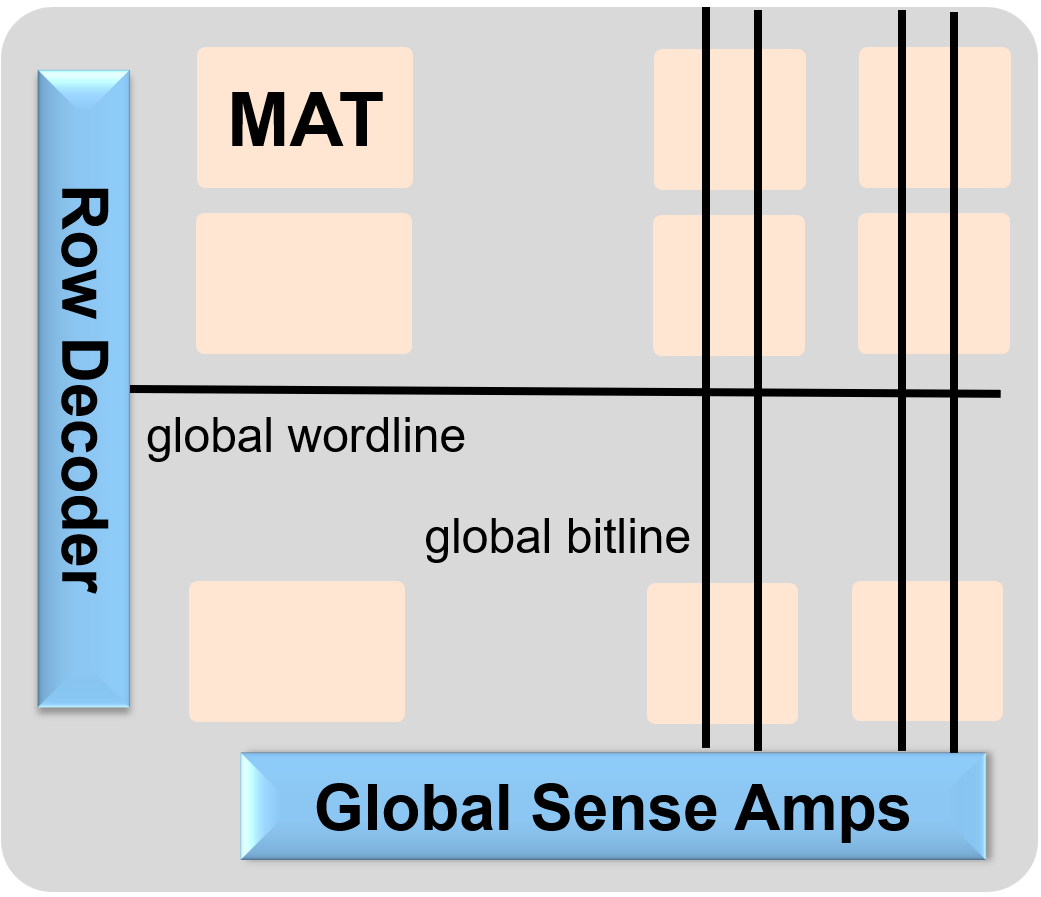 MAT
Row Decoder
global wordline
global bitline
Global Sense Amps